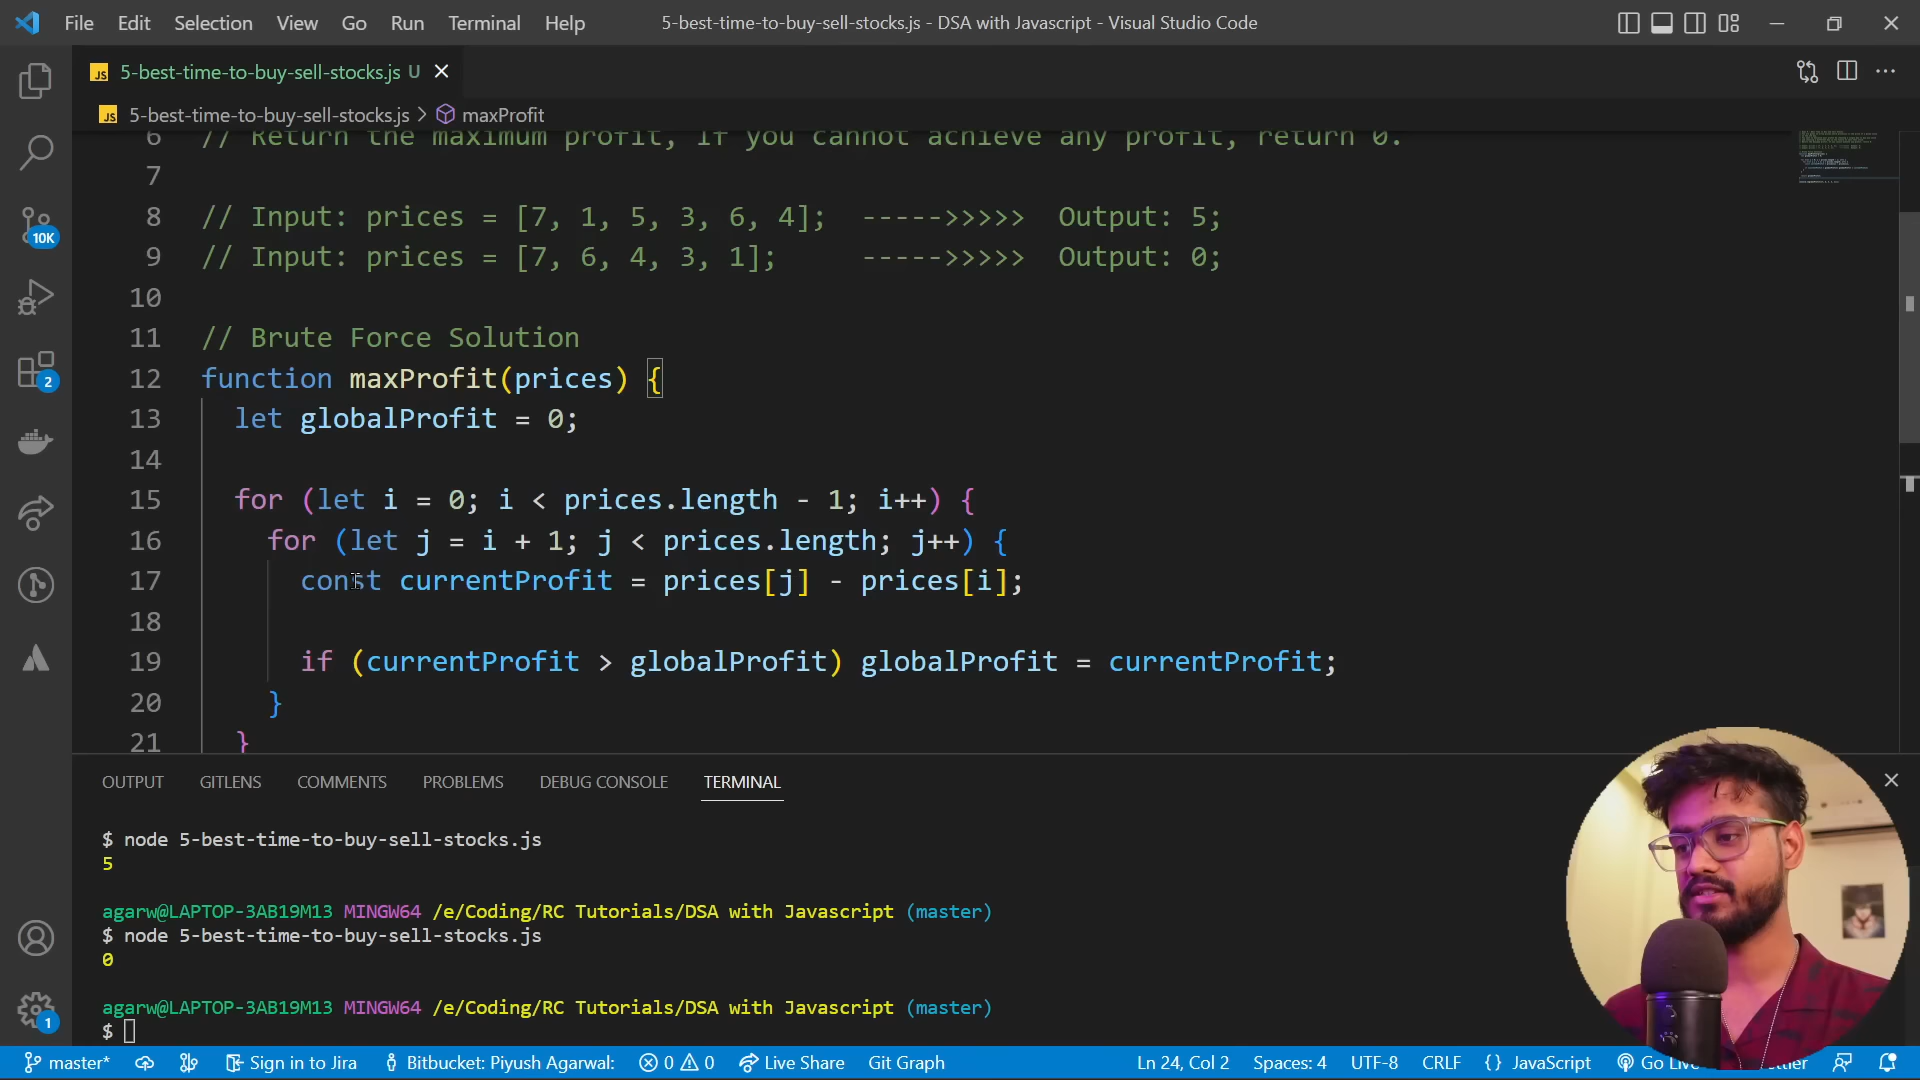 File Edit Selection View Go Run Terminal Help 5-best-time-to-buy-sell-stocks.js - DSA with Javascript - Visual Studio Code
JS 5-best-time-to-buy-sell-stocks.js U
JS 5-best-time-to-buy-sell-stocks.js > maxProfit
6 // Return the maximum profit, If you cannot achieve any profit, return 0.
7
8 // Input: prices = [7, 1, 5, 3, 6, 4]; ----->>>>> Output: 5;
9 // Input: prices = [7, 6, 4, 3, 1]; ----->>>>> Output: 0;
10
11 // Brute Force Solution
12 function maxProfit(prices) {
13 let globalProfit = 0;
14
15 for (let i = 0; i < prices.length - 1; i++) {
16 for (let j = i + 1; j < prices.length; j++) {
17 const currentProfit = prices[j] - prices[i];
18
19 if (currentProfit > globalProfit) globalProfit = currentProfit;
20 }
21 }
10K
2
1
OUTPUT GITLENS COMMENTS PROBLEMS DEBUG CONSOLE TERMINAL
$ node 5-best-time-to-buy-sell-stocks.js
5
agarw@LAPTOP-3AB19M13 MINGW64 /e/Coding/RC Tutorials/DSA with Javascript (master)
$ node 5-best-time-to-buy-sell-stocks.js
0
agarw@LAPTOP-3AB19M13 MINGW64 /e/Coding/RC Tutorials/DSA with Javascript (master)
$
master* Sign in to Jira Bitbucket: Piyush Agarwal: 0 0 Live Share Git Graph Ln 24, Col 2 Spaces: 4 UTF-8 CRLF {} JavaScript Go Live